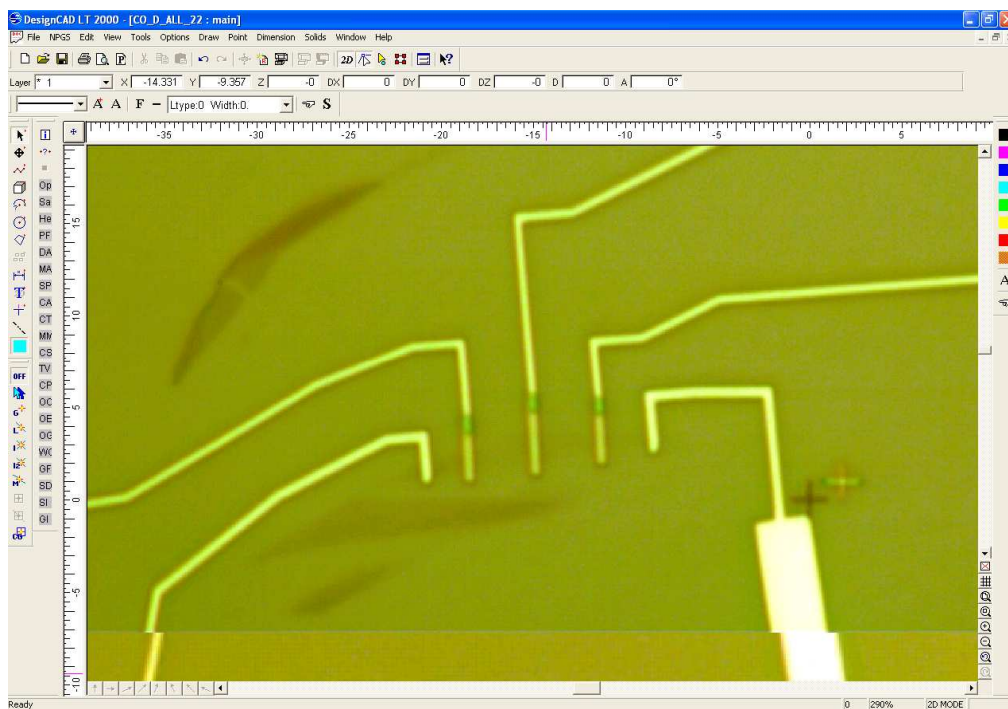 DesignCAD LT 2000 - [CO_D_ALL_22 : main]
File NPGS Edit View Tools Options Draw Point Dimension Solids Window Help
2D
Layer * 1 X -14.331 Y -9.357 Z -0 DX 0 DY 0 DZ -0 D 0 A 0°
A A F Ltype:0 Width:0. S
-35 -30 -25 -20 -15 -10 -5 0 5
Op
Sa
He
PF
DA
MA
SP
CA
CT
MM
CS
TV
CP
OC
OE
OG
WC
GF
SD
SI
GI
OFF
15
10
5
0
-5
-10
A
Ready 0 290% 2D MODE